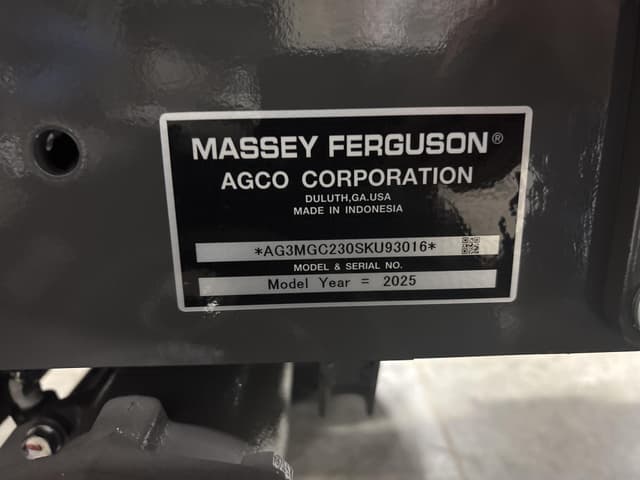 MASSEY FERGUSON®
AGCO CORPORATION
DULUTH,GA.USA
MADE IN INDONESIA
*AG3MGC230SKU93016*
MODEL & SERIAL NO.
Model Year = 2025